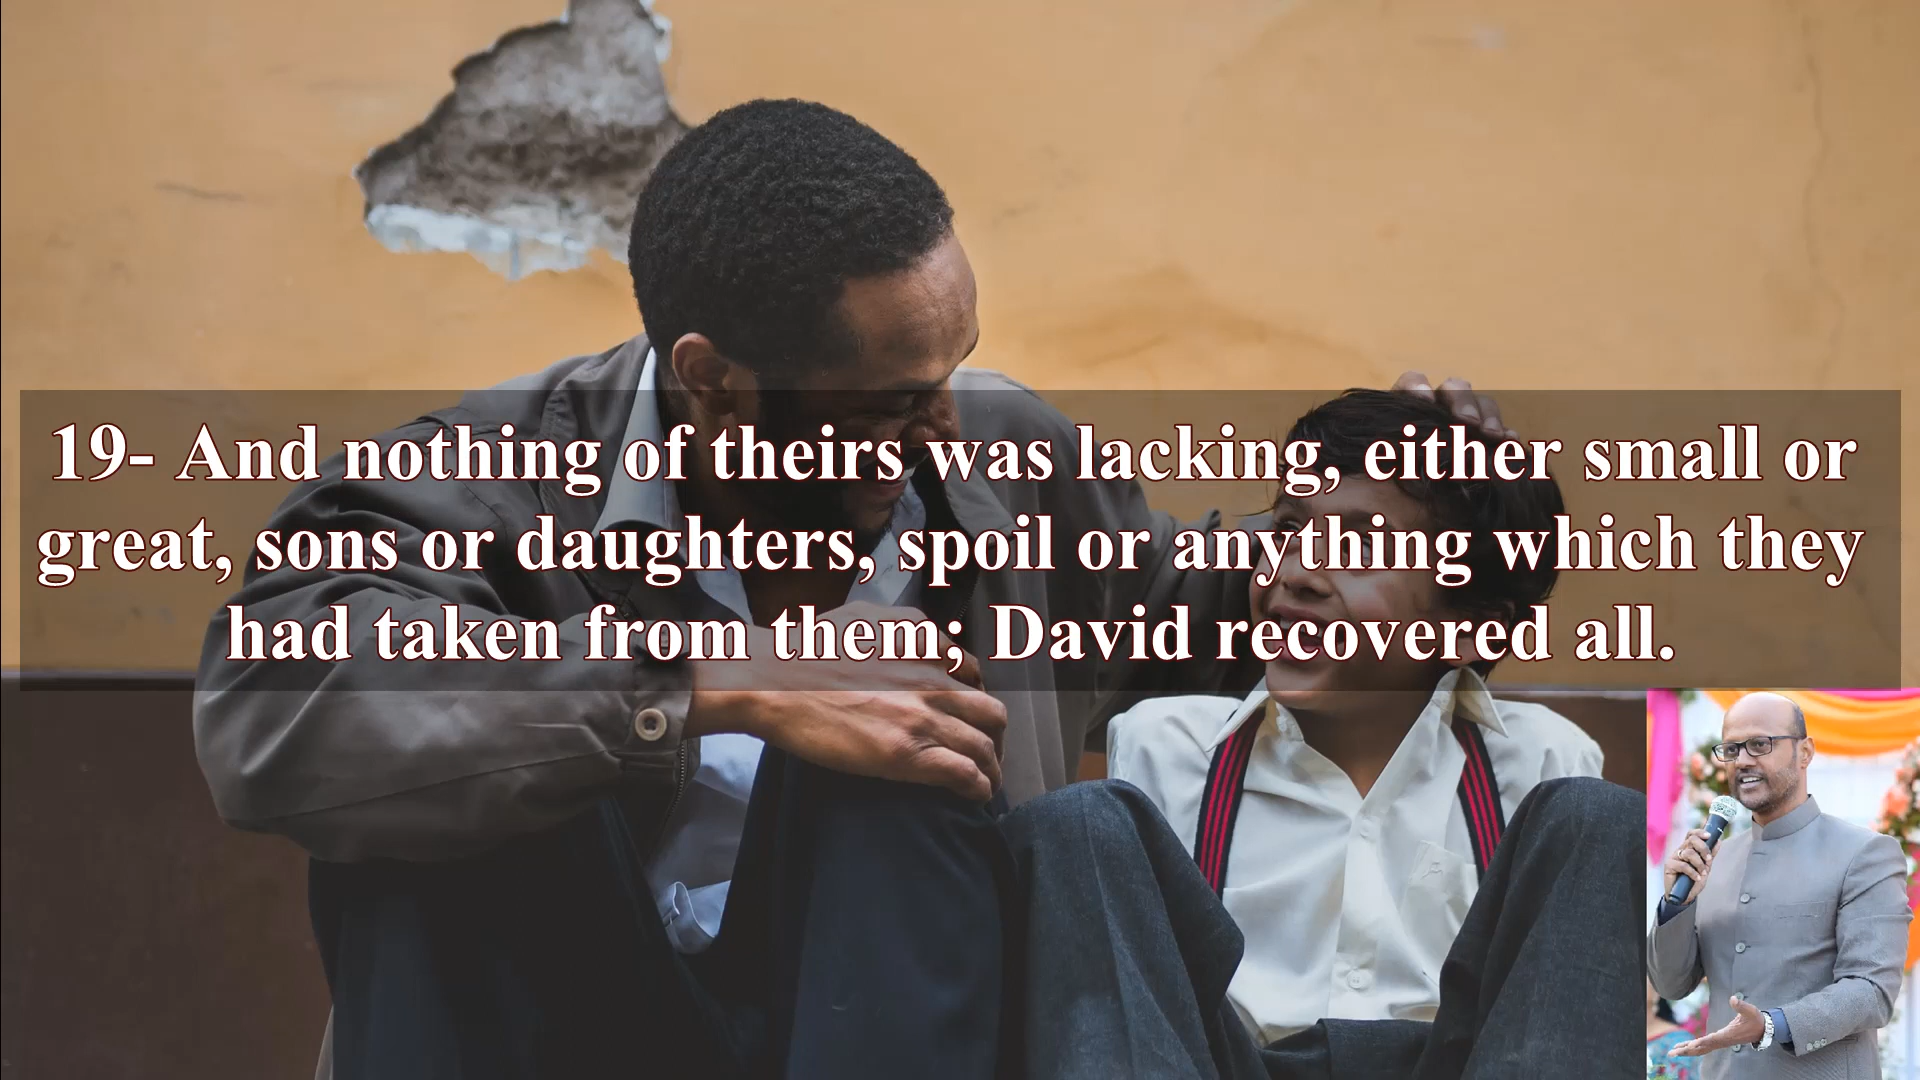 19- And nothing of theirs was lacking, either small or
great, sons or daughters, spoil or anything which they
had taken from them; David recovered all.